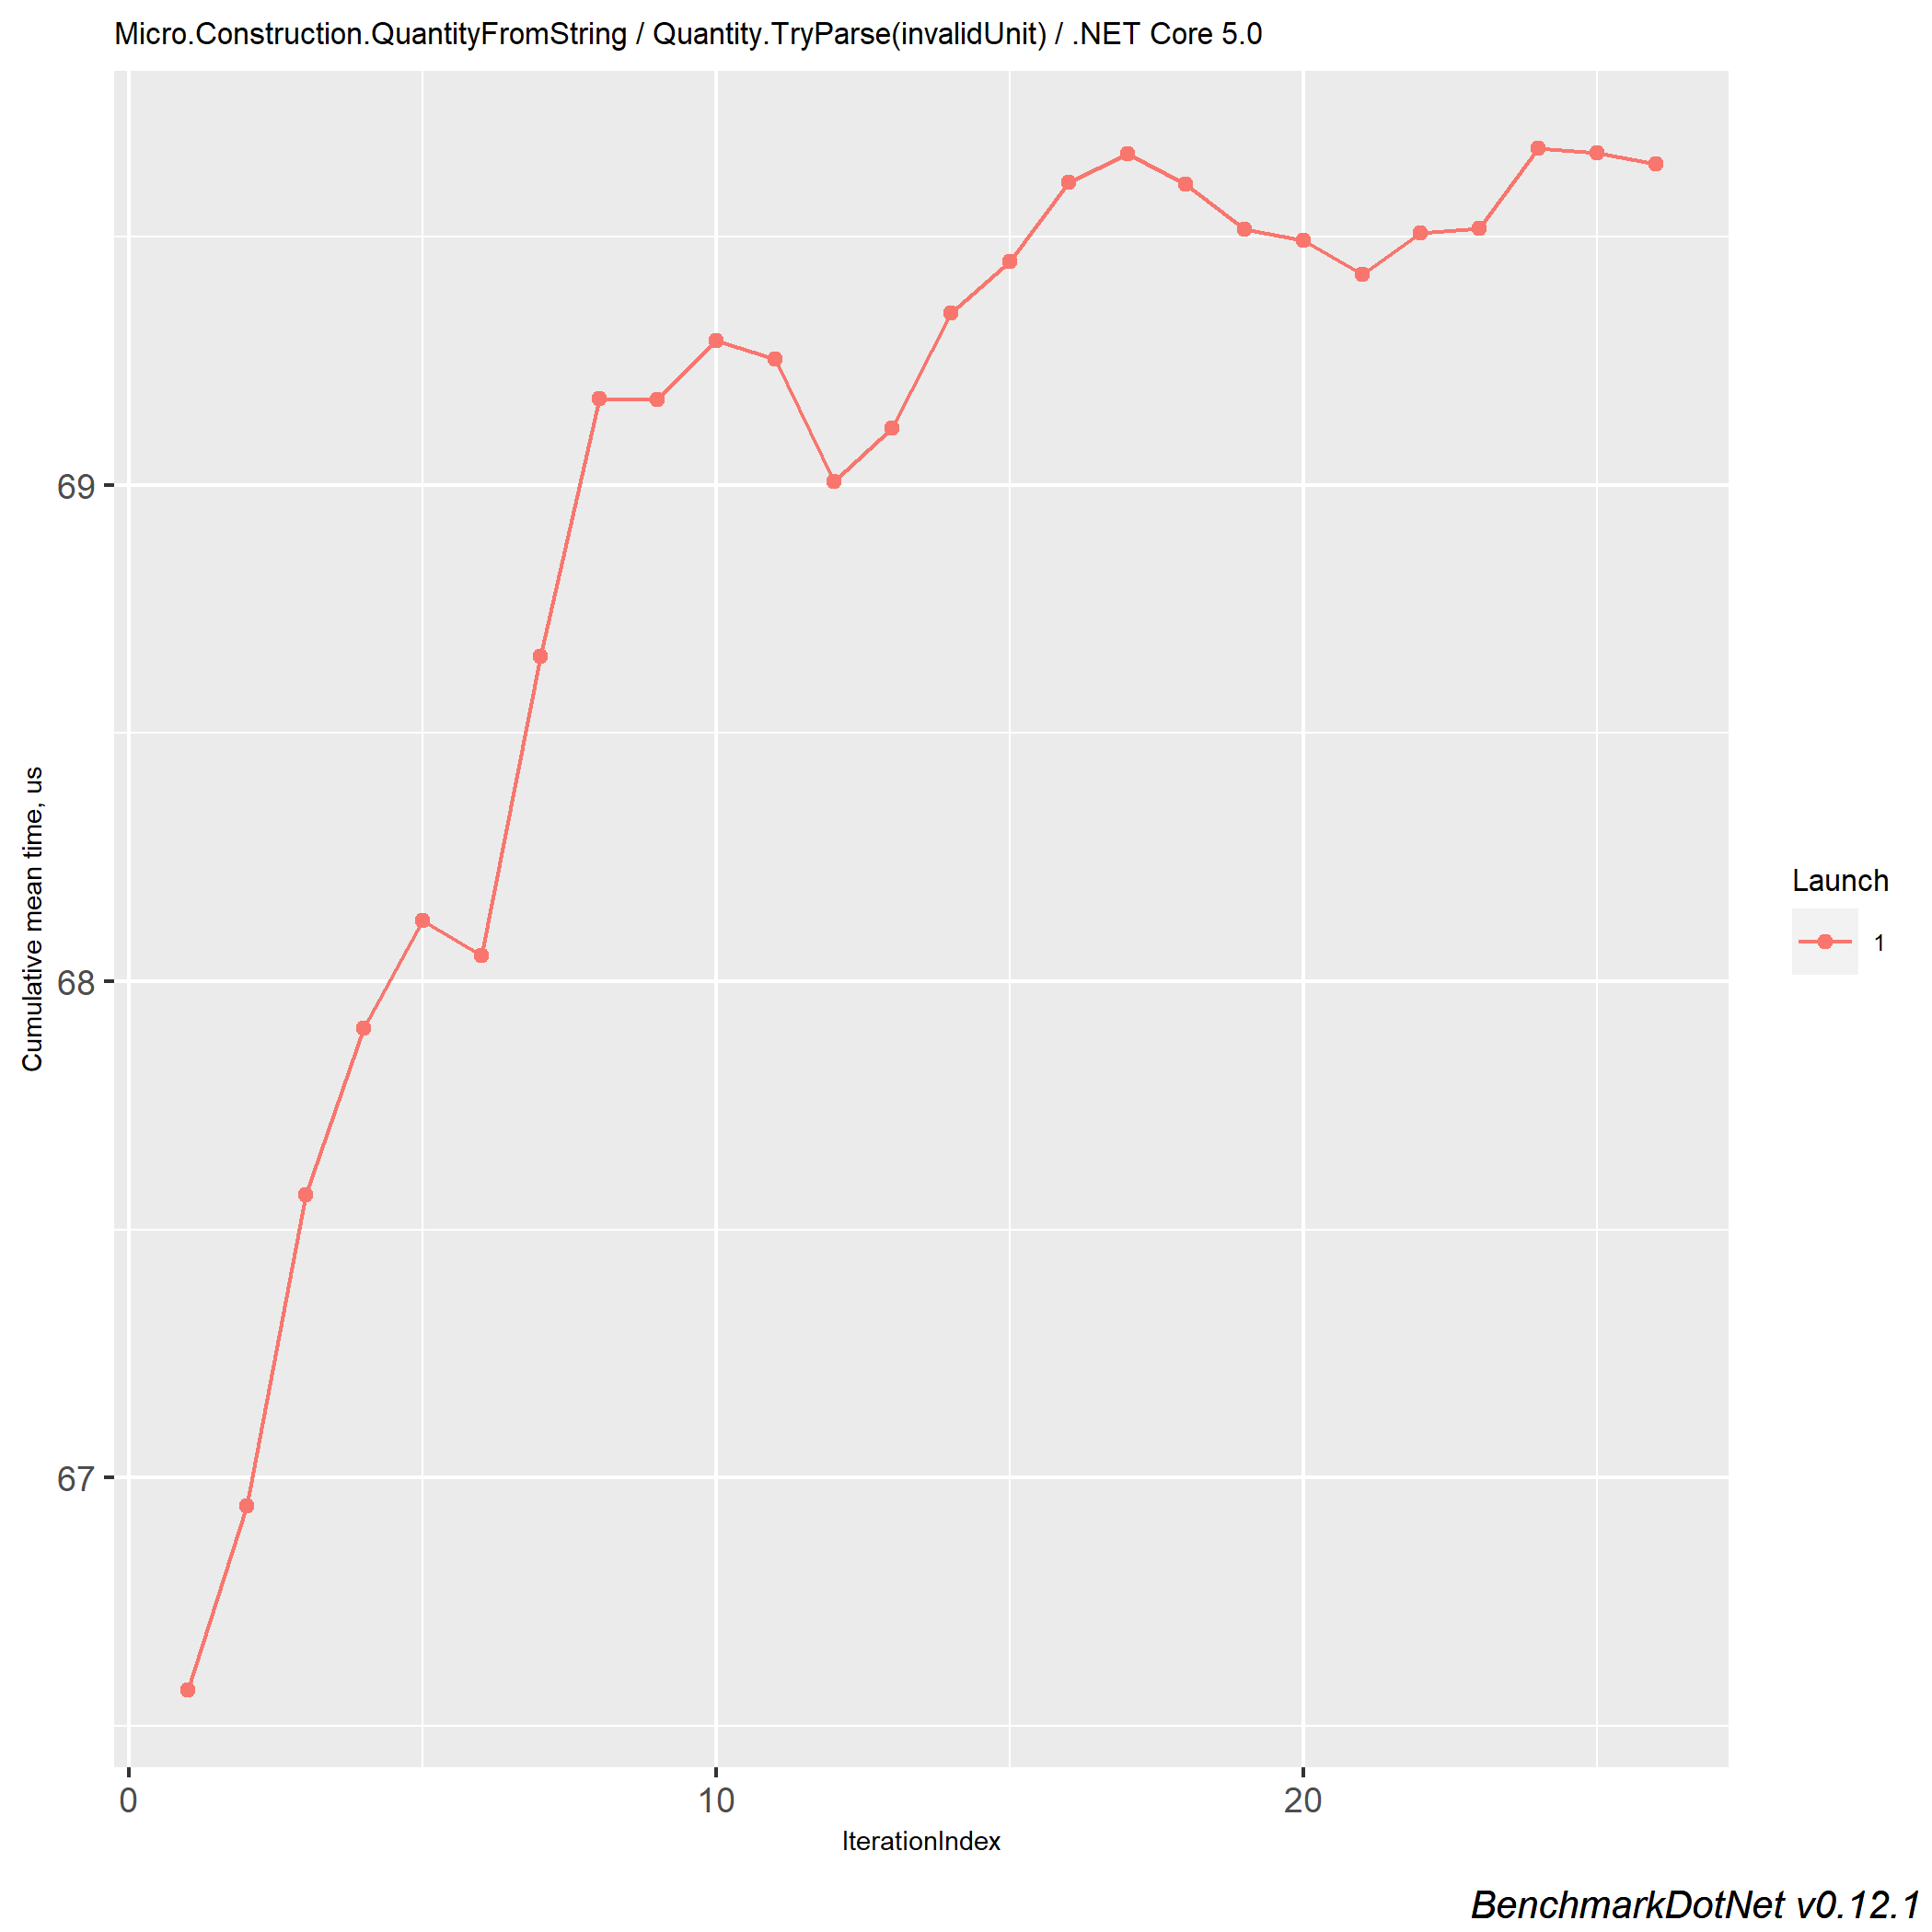 Micro.Construction.QuantityFromString / Quantity.TryParse(invalidUnit) / .NET Core 5.0
Cumulative mean time, us
69
68
67
0
10
20
IterationIndex
Launch
1
BenchmarkDotNet v0.12.1